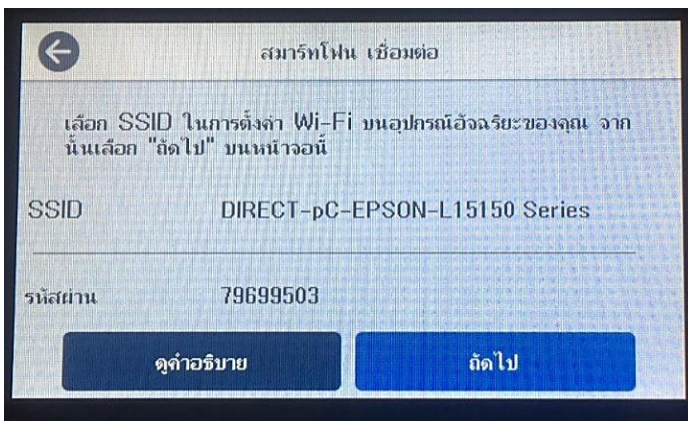 สมาร์ทโฟน เชื่อมต่อ
เลือก SSID ในการตั้งค่า Wi-Fi บนอุปกรณ์อัจฉริยะของคุณ จาก
นั้นเลือก "ถัดไป" บนหน้าจอนี้
SSID DIRECT-pC-EPSON-L15150 Series
รหัสผ่าน 79699503
ดูคำอธิบาย ถัดไป